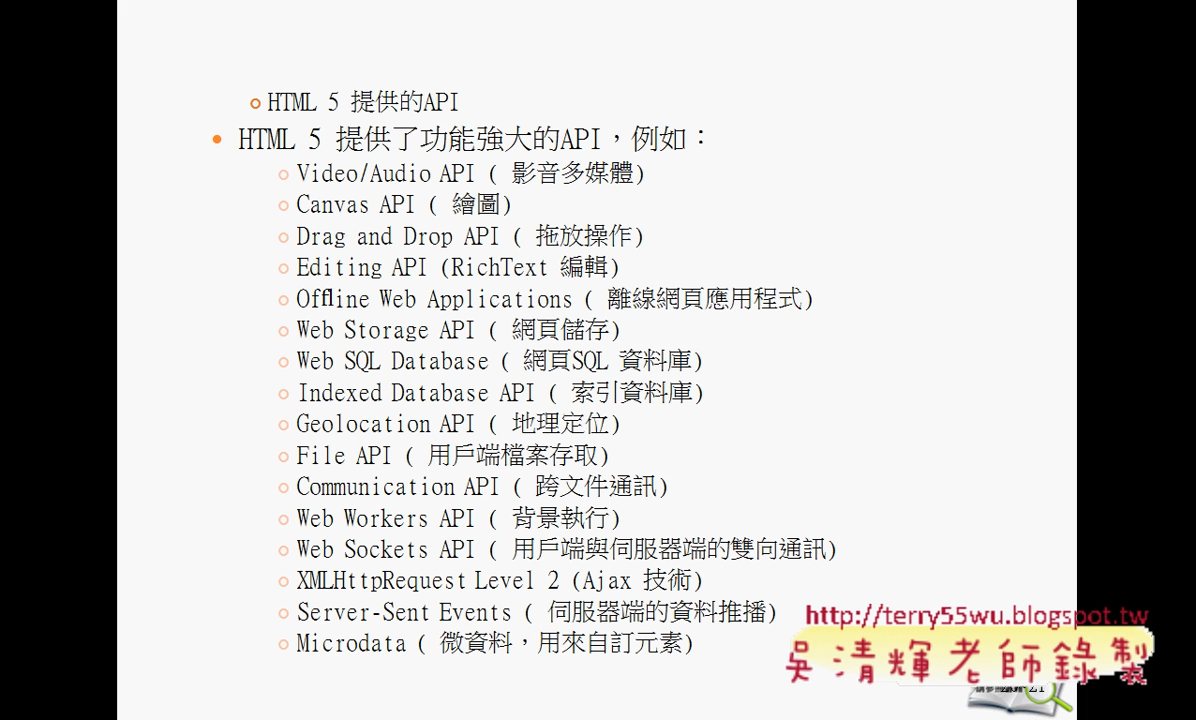 HTML 5 提供的API
HTML 5 提供了功能強大的API，例如：
Video/Audio API ( 影音多媒體)
Canvas API ( 繪圖)
Drag and Drop API ( 拖放操作)
Editing API (RichText 編輯)
Offline Web Applications ( 離線網頁應用程式)
Web Storage API ( 網頁儲存)
Web SQL Database ( 網頁SQL 資料庫)
Indexed Database API ( 索引資料庫)
Geolocation API ( 地理定位)
File API ( 用戶端檔案存取)
Communication API ( 跨文件通訊)
Web Workers API ( 背景執行)
Web Sockets API ( 用戶端與伺服器端的雙向通訊)
XMLHttpRequest Level 2 (Ajax 技術)
Server-Sent Events ( 伺服器端的資料推播)
Microdata ( 微資料，用來自訂元素)
http://terry55wu.blogspot.tw
吳清輝老師錄製